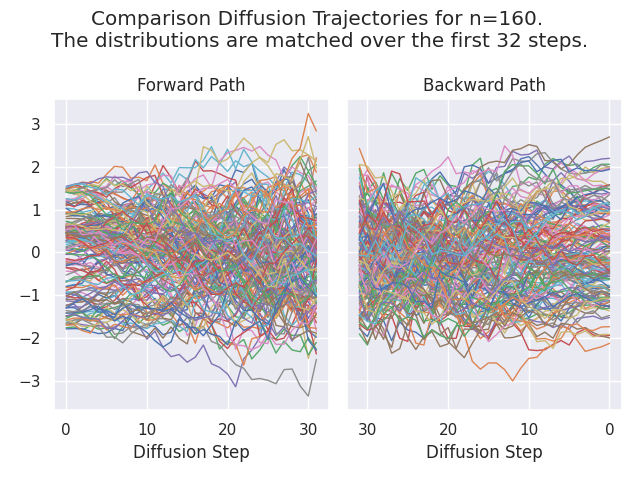 Comparison Diffusion Trajectories for n=160.
The distributions are matched over the first 32 steps.
Forward Path
Backward Path
3
2
1
0
−1
−2
−3
0 10 20 30
30 20 10 0
Diffusion Step
Diffusion Step